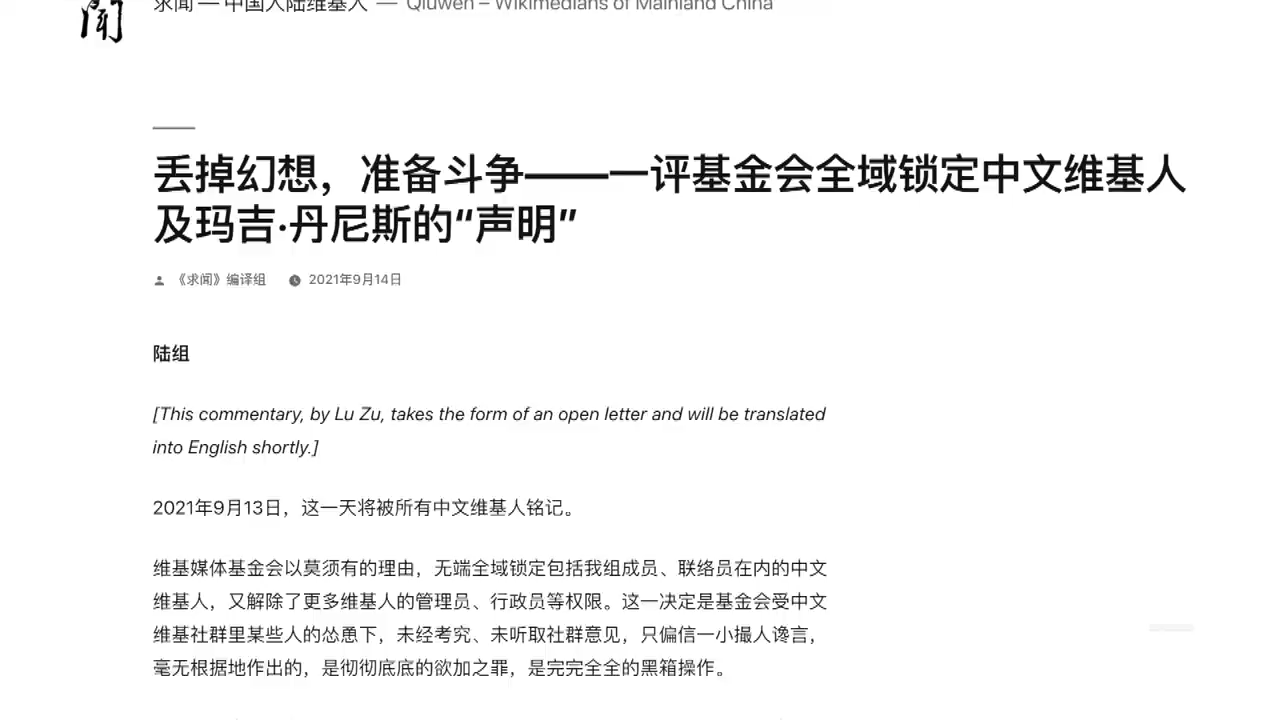 聞
求闻 — 中国大陆维基人 — Qiuwen – Wikimedians of Mainland China
丢掉幻想，准备斗争——一评基金会全域锁定中文维基人
及玛吉·丹尼斯的“声明”
《求闻》编译组 2021年9月14日
陆组
[This commentary, by Lu Zu, takes the form of an open letter and will be translated
into English shortly.]
2021年9月13日，这一天将被所有中文维基人铭记。
维基媒体基金会以莫须有的理由，无端全域锁定包括我组成员、联络员在内的中文
维基人，又解除了更多维基人的管理员、行政员等权限。这一决定是基金会受中文
维基社群里某些人的怂恿下，未经考究、未听取社群意见，只偏信一小撮人谗言，
毫无根据地作出的，是彻彻底底的欲加之罪，是完完全全的黑箱操作。